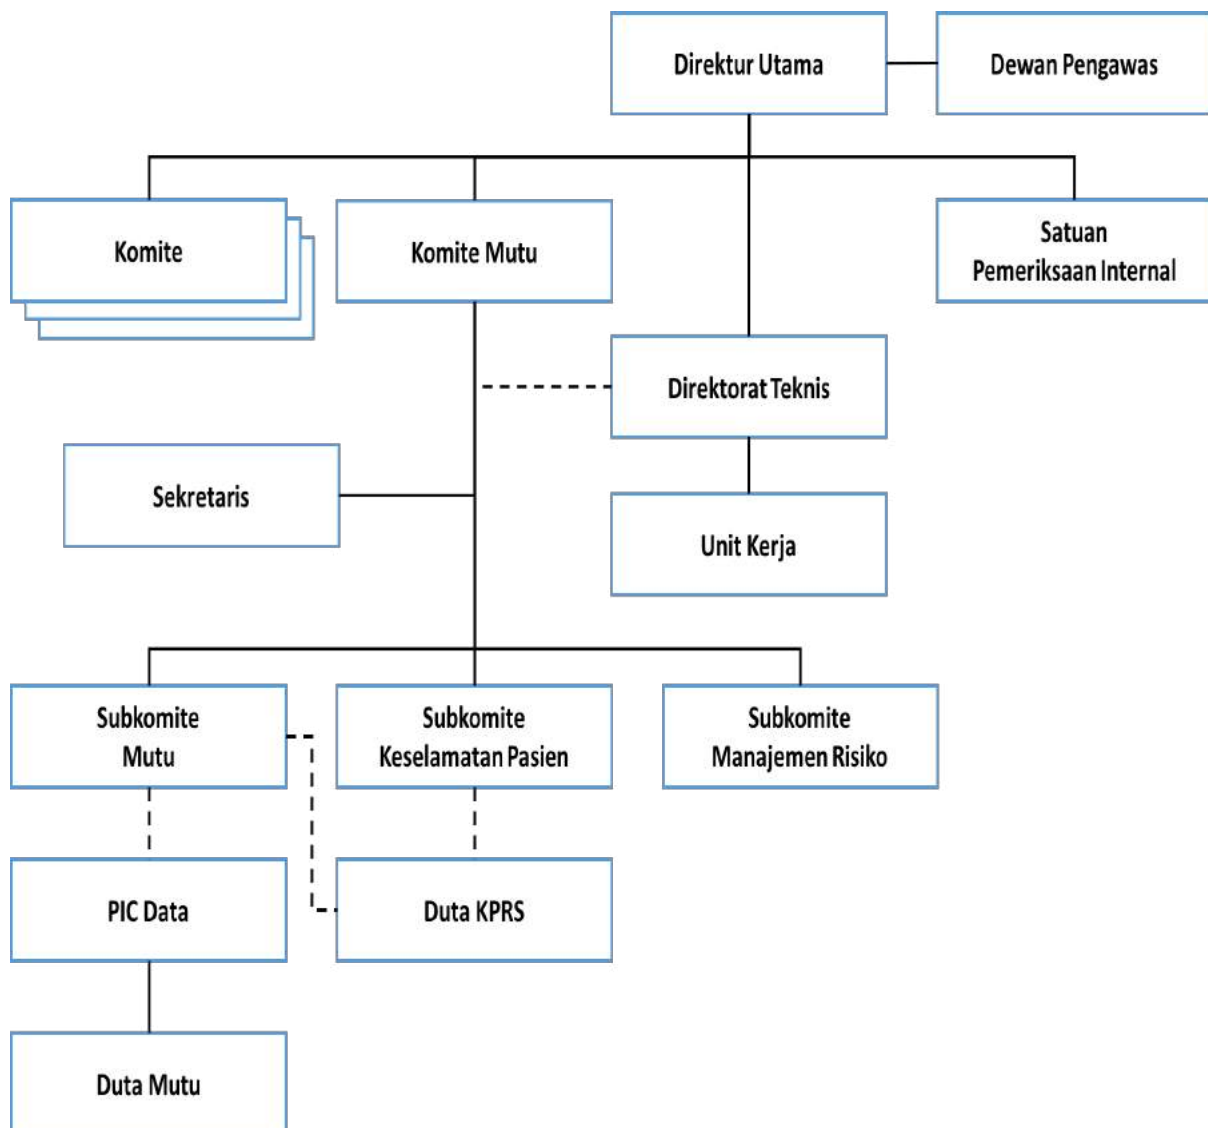 Direktur Utama
Dewan Pengawas
Komite
Komite Mutu
Satuan
Pemeriksaan Internal
Direktorat Teknis
Sekretaris
Unit Kerja
Subkomite
Mutu
Subkomite
Keselamatan Pasien
Subkomite
Manajemen Risiko
PIC Data
Duta KPRS
Duta Mutu